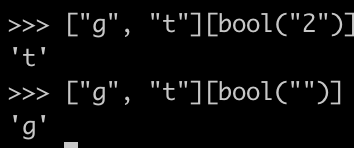 >>> ["g", "t"][bool("2")]
't'
>>> ["g", "t"][bool("")]
'g'